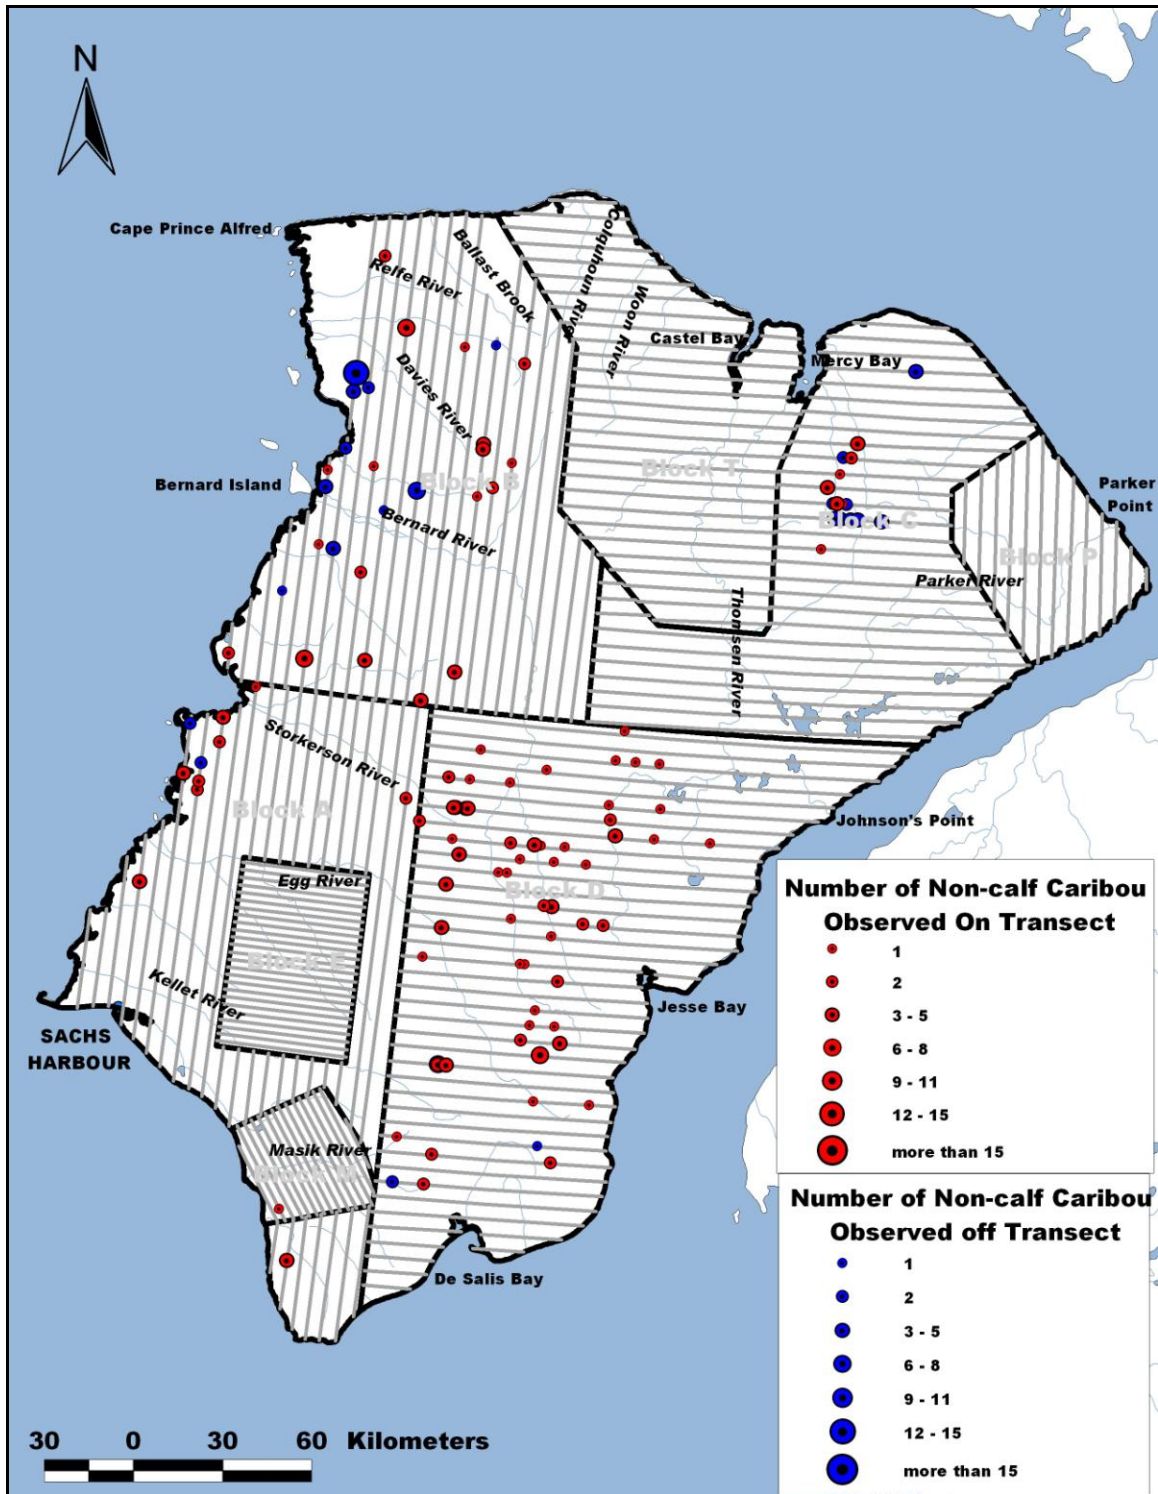 N
Cape Prince Alfred
Relfe River
Ballast Brook
Colquhoun River
Woon River
Castel Bay
Mercy Bay
Davies River
Block B
Block T
Bernard Island
Bernard River
Block C
Parker
Point
Block P
Parker River
Thomsen River
Storkerson River
Block A
Johnson's Point
Egg River
Block D
Block E
Kellet River
SACHS
HARBOUR
Jesse Bay
Masik River
Block M
De Salis Bay
Number of Non-calf Caribou
Observed On Transect
1
2
3 - 5
6 - 8
9 - 11
12 - 15
more than 15
Number of Non-calf Caribou
Observed off Transect
1
2
3 - 5
6 - 8
9 - 11
12 - 15
more than 15
30 0 30 60 Kilometers